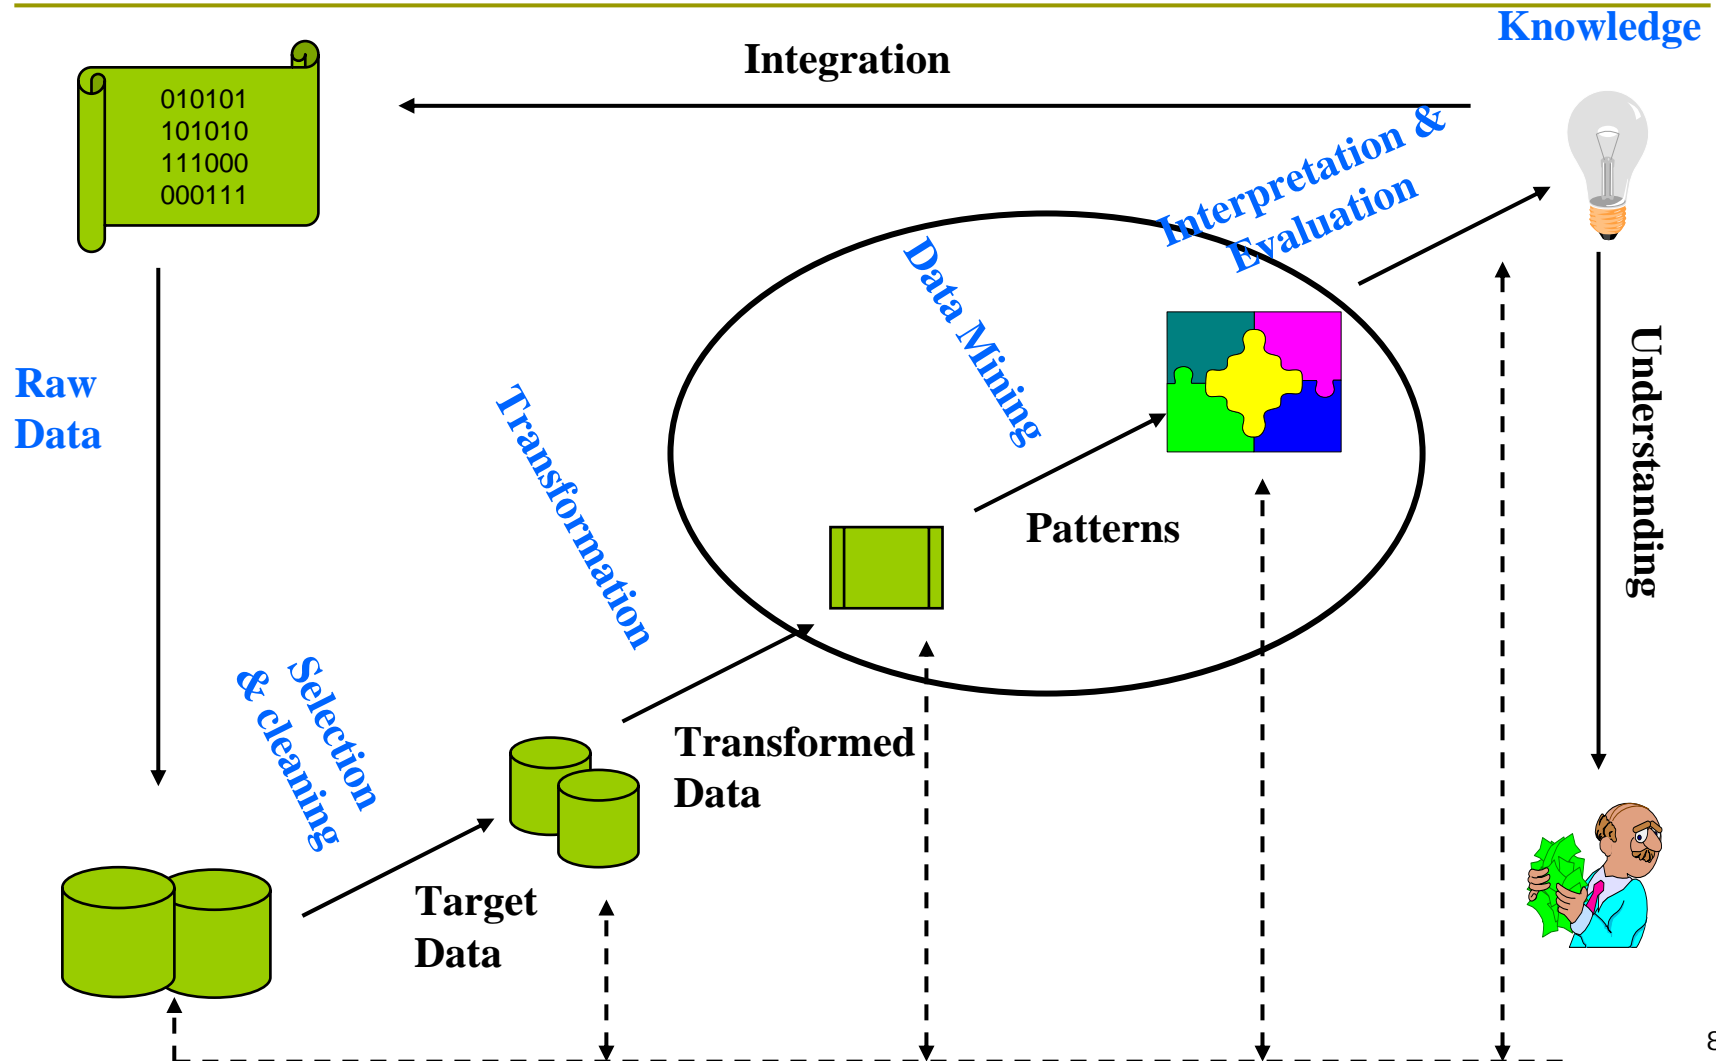 Knowledge
Integration
010101
101010
111000
000111
Interpretation &
Evaluation
Data Mining
Raw
Data
Understanding
Transformation
Patterns
Selection
& cleaning
Transformed
Data
Target
Data
8